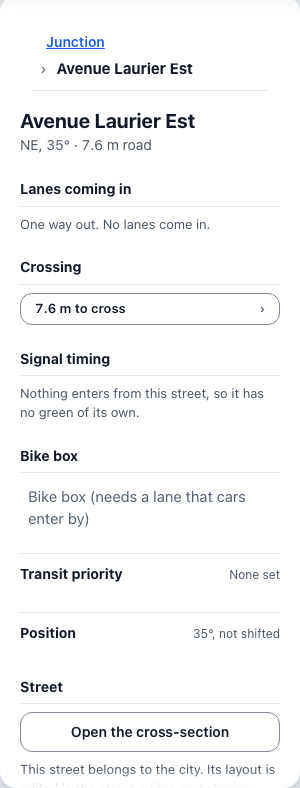 Junction
› Avenue Laurier Est
Avenue Laurier Est
NE, 35° · 7.6 m road
Lanes coming in
One way out. No lanes come in.
Crossing
7.6 m to cross ›
Signal timing
Nothing enters from this street, so it has
no green of its own.
Bike box
Bike box (needs a lane that cars
enter by)
Transit priority None set
Position 35°, not shifted
Street
Open the cross-section
This street belongs to the city. Its layout is